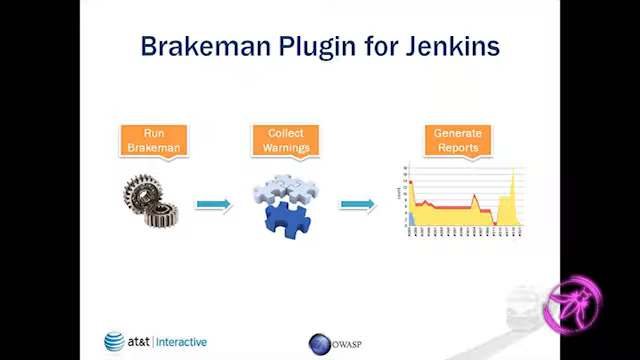 Brakeman Plugin for Jenkins
Run
Brakeman
Collect
Warnings
Generate
Reports
at&t Interactive
OWASP